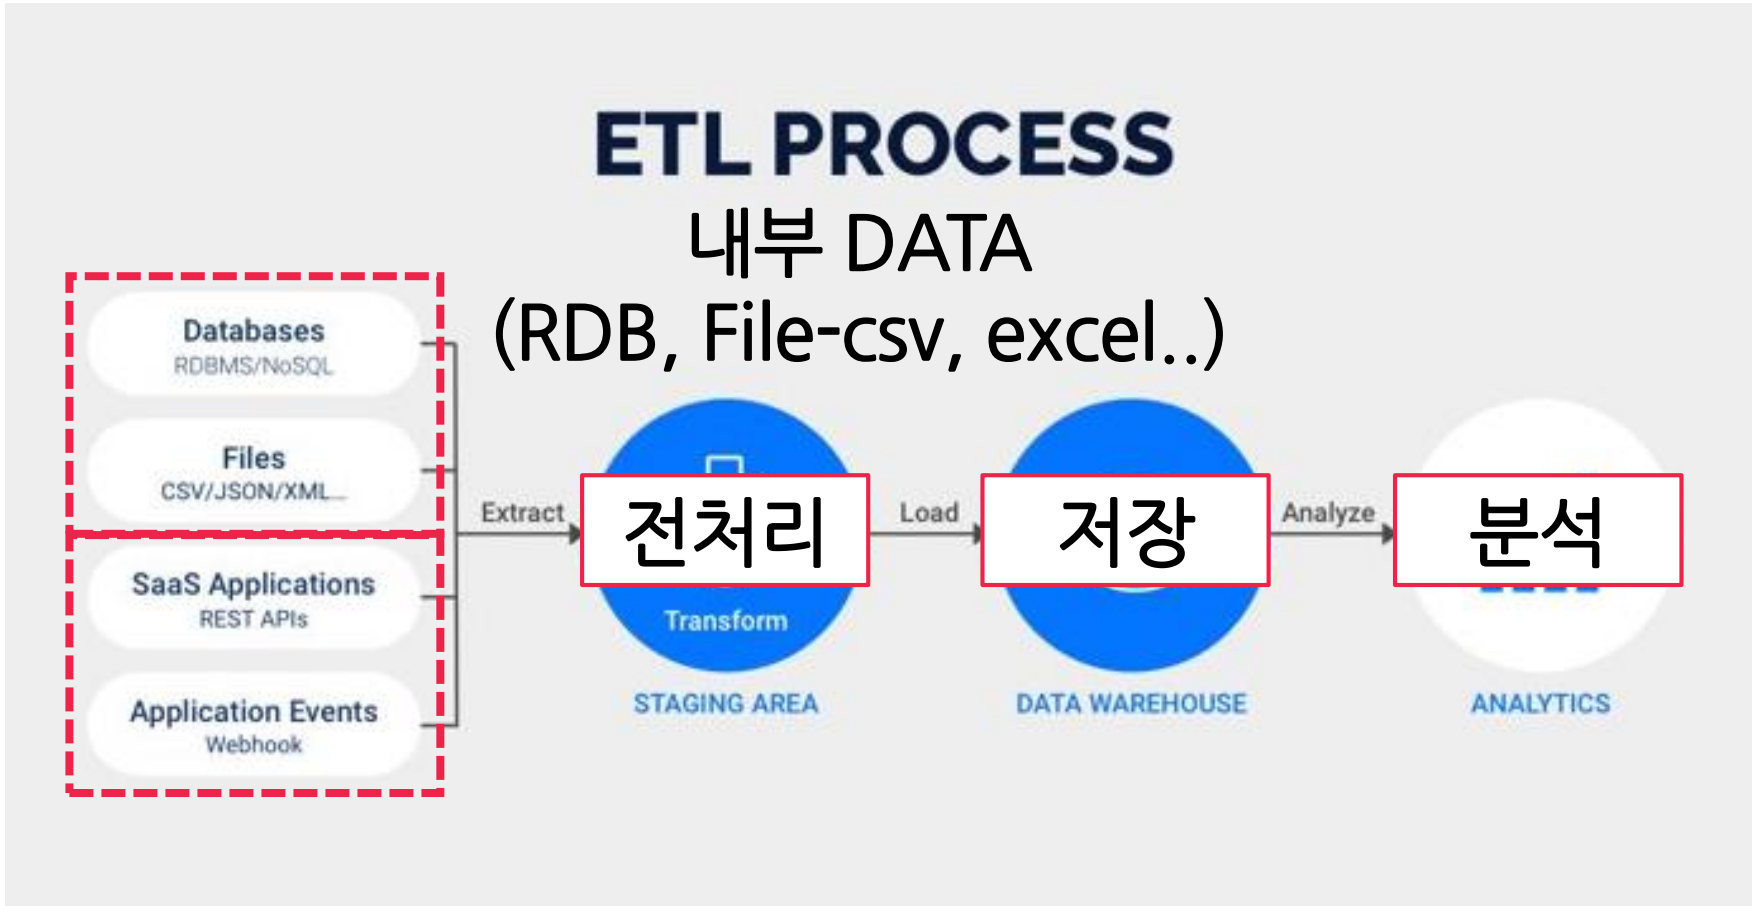 ETL PROCESS
내부 DATA
(RDB, File-csv, excel..)
Databases
RDBMS/NoSQL
Files
CSV/JSON/XML...
SaaS Applications
REST APIs
Application Events
Webhook
Extract
전처리
Transform
STAGING AREA
Load
저장
DATA WAREHOUSE
Analyze
분석
ANALYTICS